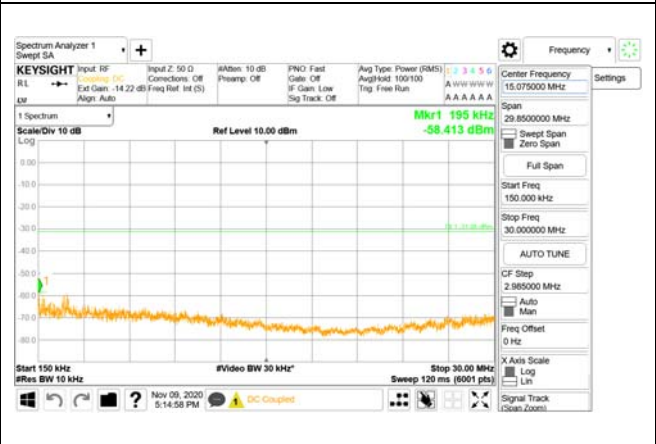 Spectrum Analyzer 1
Swept SA
+
Frequency
KEYSIGHT
RL
Input: RF
Coupling: DC
Ext Gain: -14.22 dB
Align: Auto
Input Z: 50 Ω
Corrections: Off
Freq Ref: Int (S)
#Atten: 10 dB
Preamp: Off
PNO: Fast
Gate: Off
IF Gain: Low
Sig Track: Off
Avg Type: Power (RMS)
Avg|Hold: 100/100
Trig: Free Run
1 2 3 4 5 6
A W W W W W
A A A A A A
1 Spectrum
Scale/Div 10 dB
Log
Ref Level 10.00 dBm
Mkr1 195 kHz
-58.413 dBm
0.00
-10.0
-20.0
-30.0
-40.0
-50.0
-60.0
-70.0
-80.0
1
Start 150 kHz
#Res BW 10 kHz
#Video BW 30 kHz*
Stop 30.00 MHz
Sweep 120 ms (6001 pts)
Center Frequency
15.075000 MHz
Settings
Span
29.8500000 MHz
Swept Span
Zero Span
Full Span
Start Freq
150.000 kHz
Stop Freq
30.000000 MHz
AUTO TUNE
CF Step
2.985000 MHz
Auto
Man
Freq Offset
0 Hz
X Axis Scale
Log
Lin
Signal Track
(Span Zoom)
?
Nov 09, 2020
5:14:58 PM
1
DC Coupled